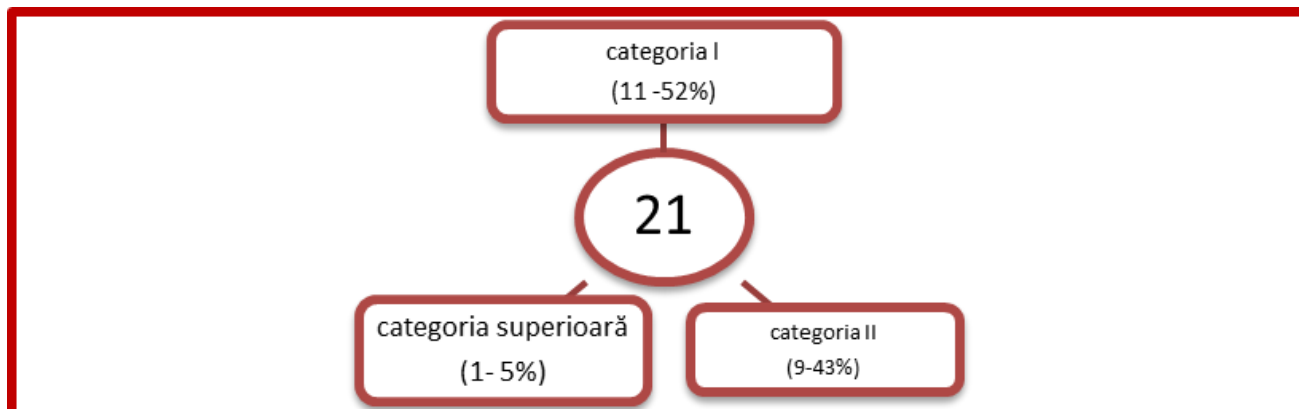 categoria I
(11 -52%)
21
categoria superioară
(1- 5%)
categoria II
(9-43%)